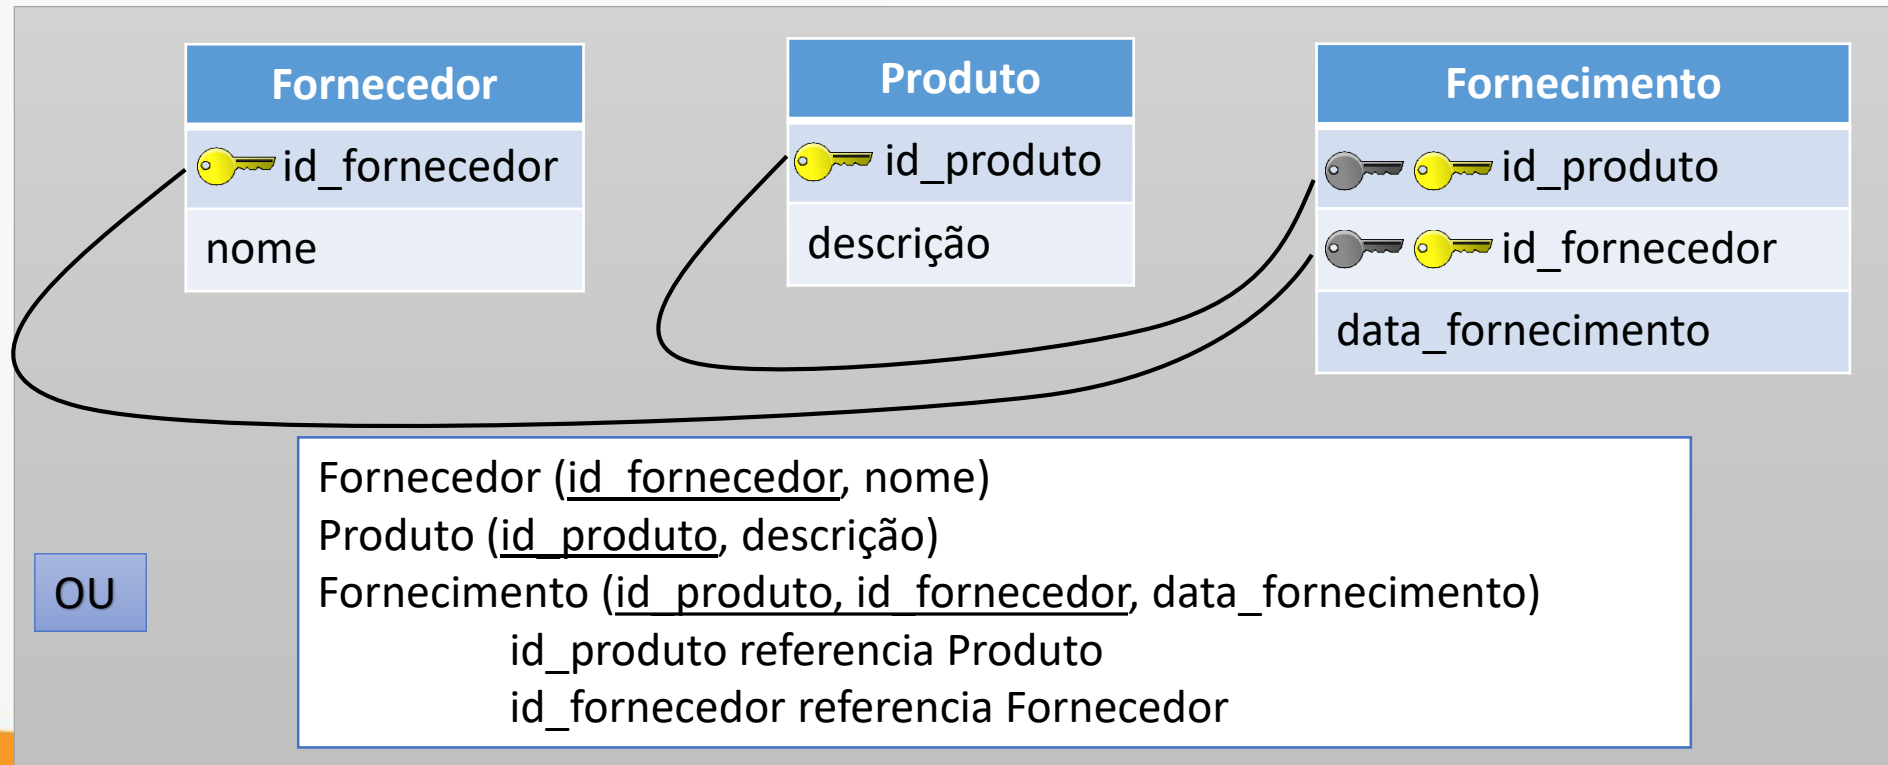 Fornecedor
id_fornecedor
nome
Produto
id_produto
descrição
Fornecimento
id_produto
id_fornecedor
data_fornecimento
OU
Fornecedor (id_fornecedor, nome)
Produto (id_produto, descrição)
Fornecimento (id_produto, id_fornecedor, data_fornecimento)
id_produto referencia Produto
id_fornecedor referencia Fornecedor